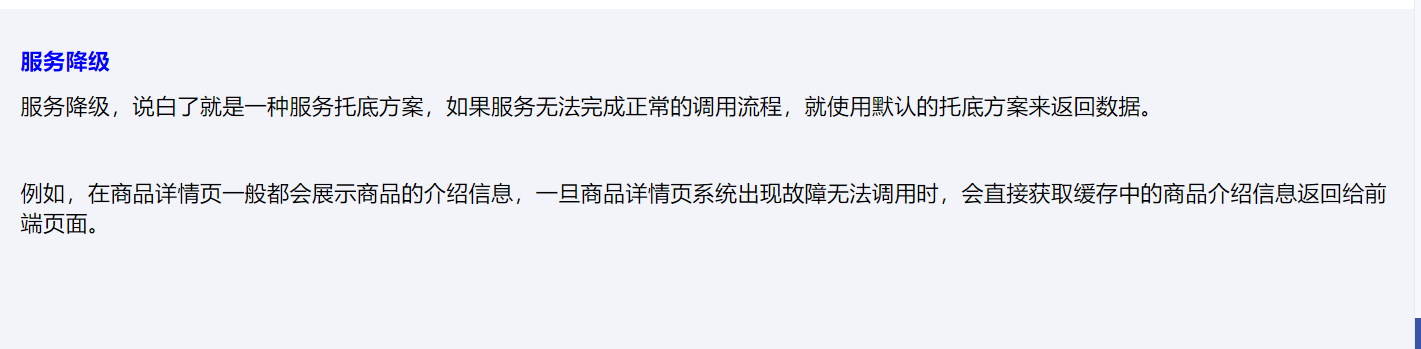 服务降级
服务降级，说白了就是一种服务托底方案，如果服务无法完成正常的调用流程，就使用默认的托底方案来返回数据。
例如，在商品详情页一般都会展示商品的介绍信息，一旦商品详情页系统出现故障无法调用时，会直接获取缓存中的商品介绍信息返回给前
端页面。